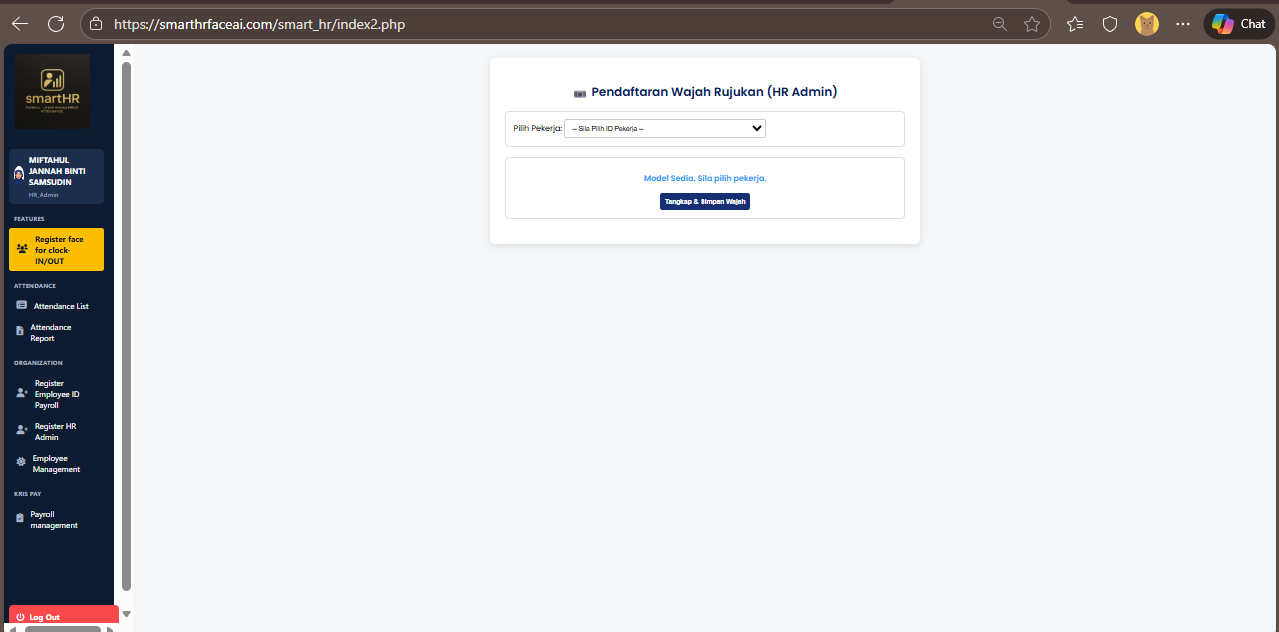 https://smarthrfaceai.com/smart_hr/index2.php
Chat
smartHR
MIFTAHUL
JANNAH BINTI
SAMSUDIN
HR_Admin
FEATURES
Register face
for clock-
IN/OUT
ATTENDANCE
Attendance List
Attendance
Report
ORGANIZATION
Register
Employee ID
Payroll
Register HR
Admin
Employee
Management
KRIS PAY
Payroll
management
Log Out
Pendaftaran Wajah Rujukan (HR Admin)
Pilih Pekerja: -- Sila Pilih ID Pekerja --
Model Sedia. Sila pilih pekerja.
Tangkap & Simpan Wajah